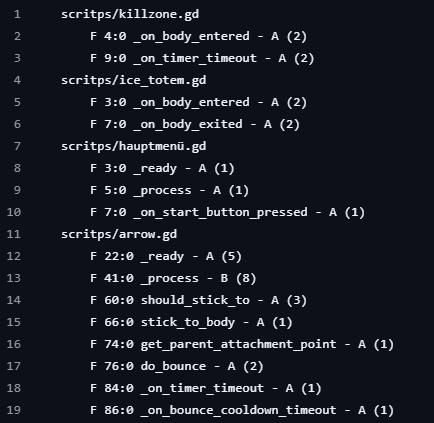 1 scritps/killzone.gd
2 F 4:0 _on_body_entered - A (2)
3 F 9:0 _on_timer_timeout - A (2)
4 scritps/ice_totem.gd
5 F 3:0 _on_body_entered - A (2)
6 F 7:0 _on_body_exited - A (2)
7 scritps/hauptmenü.gd
8 F 3:0 _ready - A (1)
9 F 5:0 _process - A (1)
10 F 7:0 _on_start_button_pressed - A (1)
11 scritps/arrow.gd
12 F 22:0 _ready - A (5)
13 F 41:0 _process - B (8)
14 F 60:0 should_stick_to - A (3)
15 F 66:0 stick_to_body - A (1)
16 F 74:0 get_parent_attachment_point - A (1)
17 F 76:0 do_bounce - A (2)
18 F 84:0 _on_timer_timeout - A (1)
19 F 86:0 _on_bounce_cooldown_timeout - A (1)